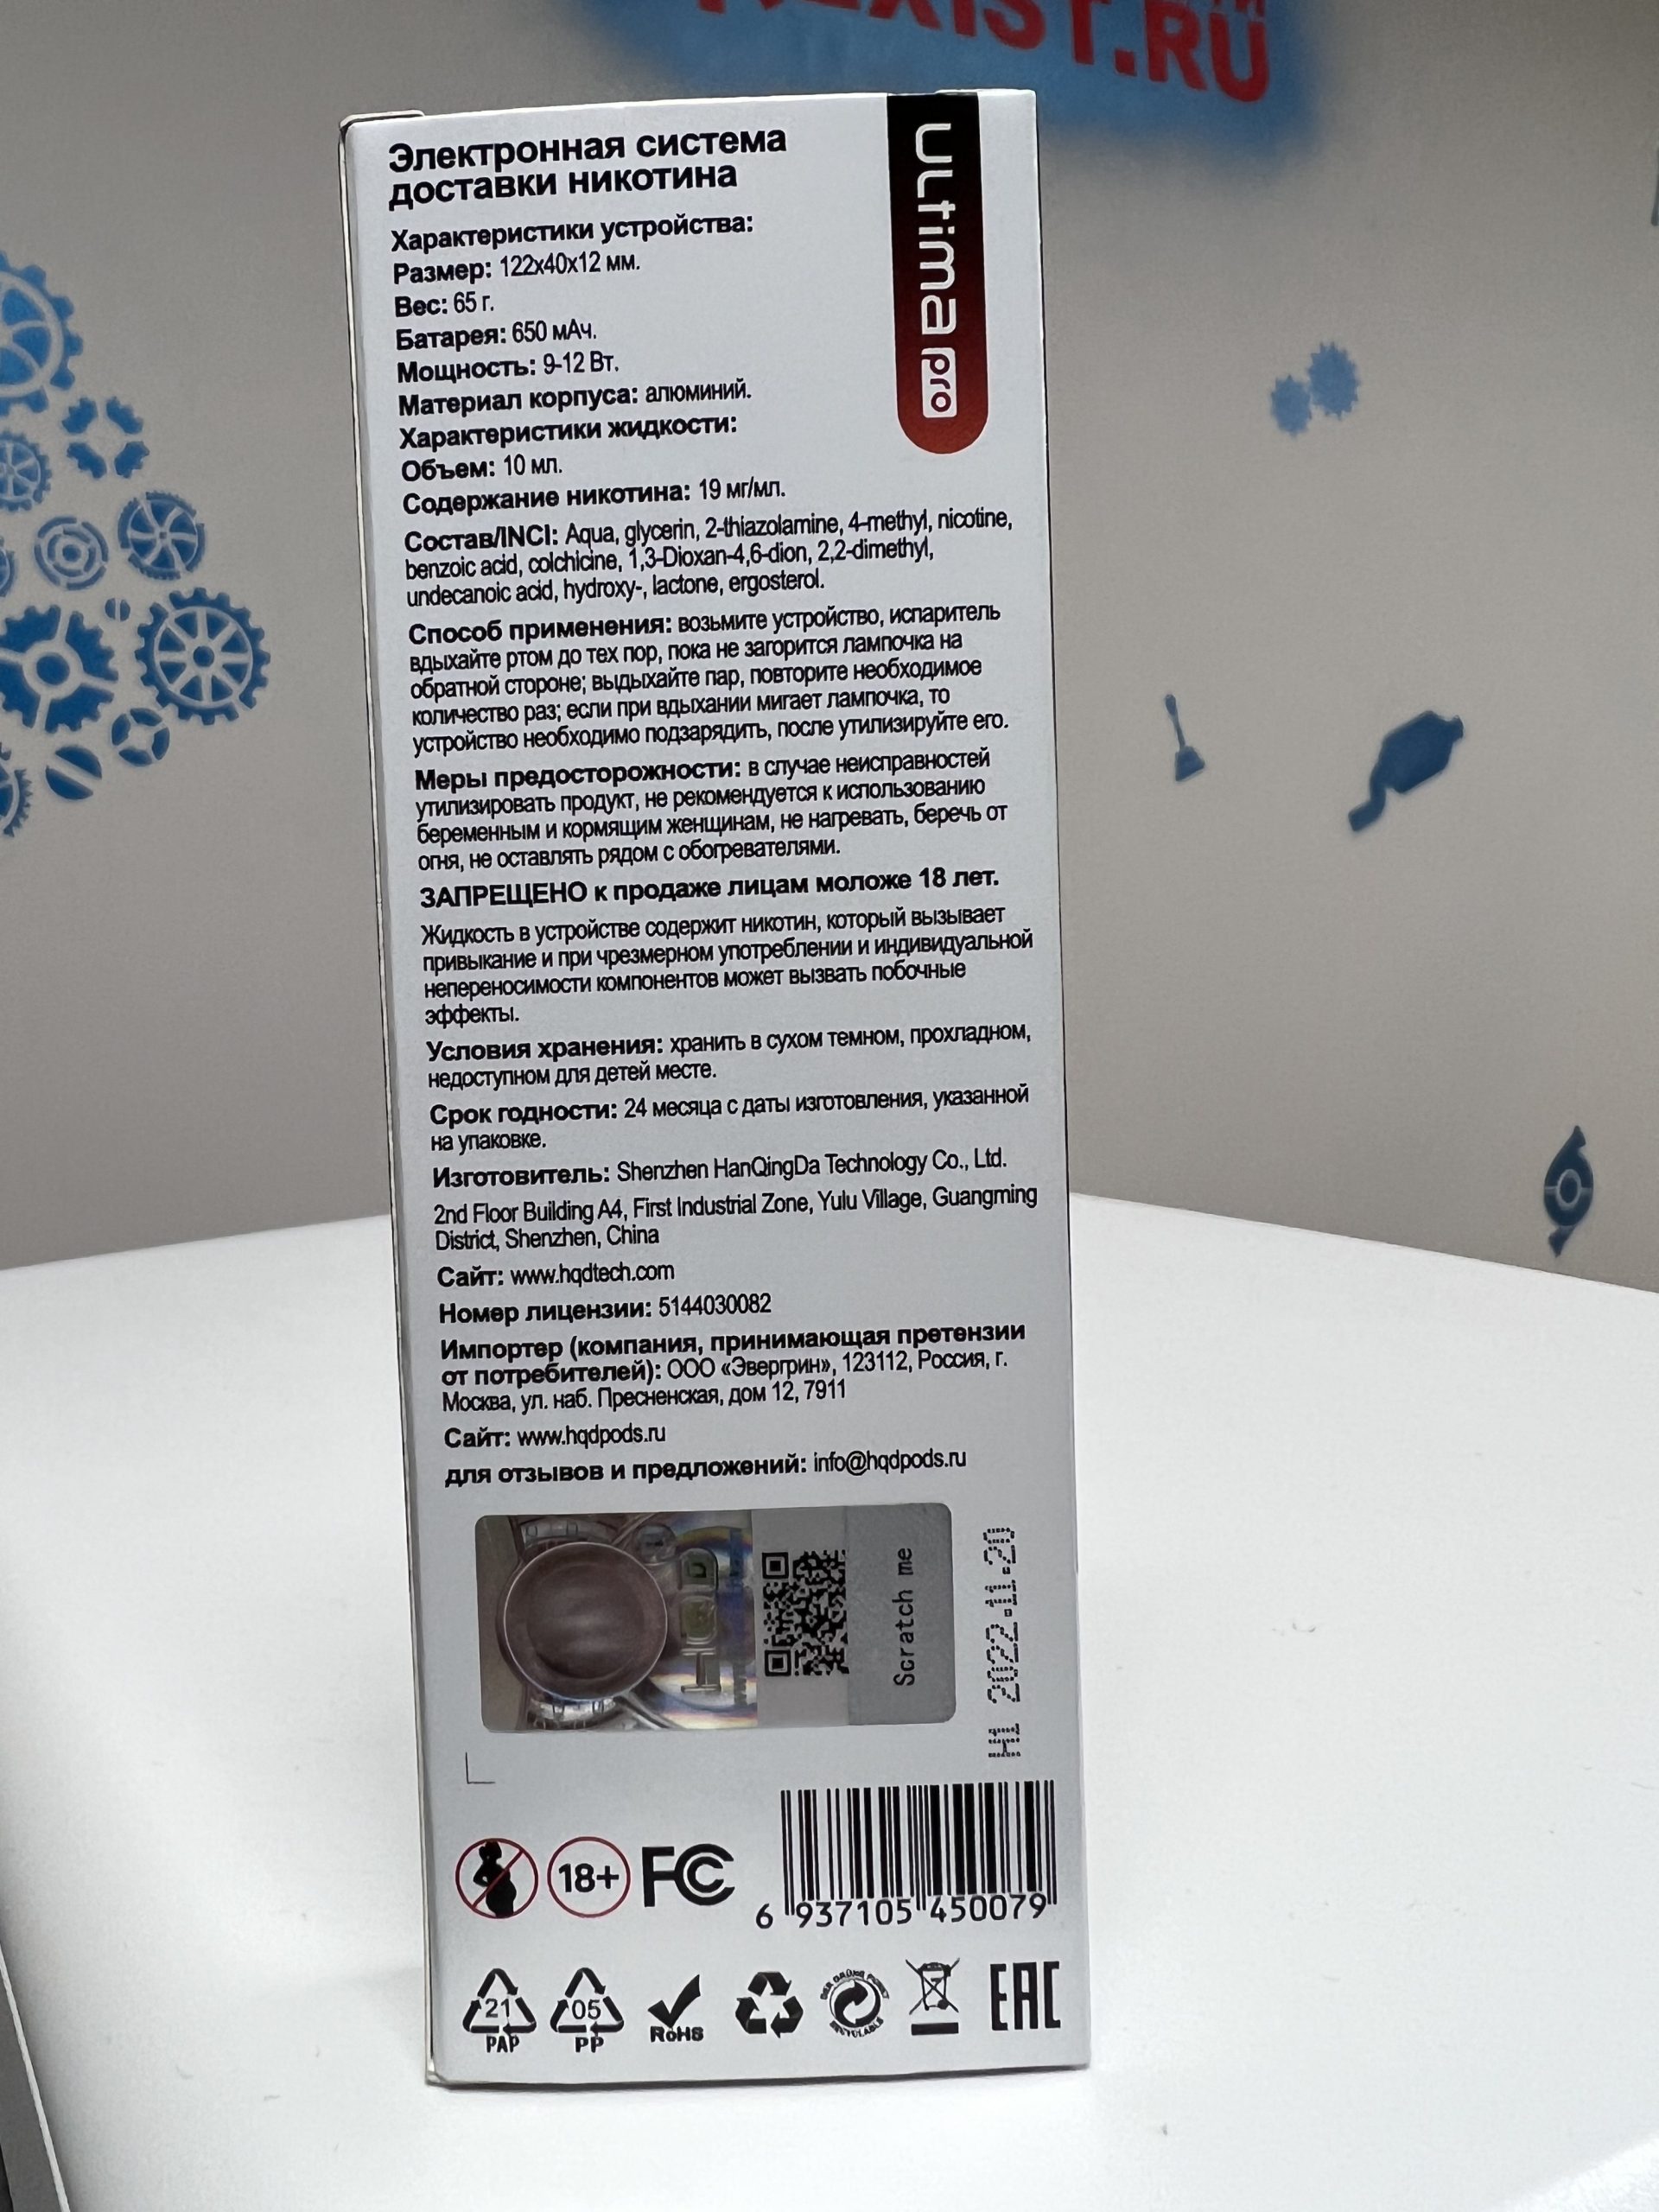 XIST.RU
Электронная система
доставки никотина
ULtima pro
Характеристики устройства:
Размер: 122x40x12 мм.
Вес: 65 г.
Батарея: 650 мАч.
Мощность: 9-12 Вт.
Материал корпуса: алюминий.
Характеристики жидкости:
Объем: 10 мл.
Содержание никотина: 19 мг/мл.
Состав/INCI: Aqua, glycerin, 2-thiazolamine, 4-methyl, nicotine,
benzoic acid, colchicine, 1,3-Dioxan-4,6-dion, 2,2-dimethyl,
undecanoic acid, hydroxy-, lactone, ergosterol.
Способ применения: возьмите устройство, испаритель
вдыхайте ртом до тех пор, пока не загорится лампочка на
обратной стороне; выдыхайте пар, повторите необходимое
количество раз; если при вдыхании мигает лампочка, то
устройство необходимо подзарядить, после утилизируйте его.
Меры предосторожности: в случае неисправностей
утилизировать продукт, не рекомендуется к использованию
беременным и кормящим женщинам, не нагревать, беречь от
огня, не оставлять рядом с обогревателями.
ЗАПРЕЩЕНО к продаже лицам моложе 18 лет.
Жидкость в устройстве содержит никотин, который вызывает
привыкание и при чрезмерном употреблении и индивидуальной
непереносимости компонентов может вызвать побочные
эффекты.
Условия хранения: хранить в сухом темном, прохладном,
недоступном для детей месте.
Срок годности: 24 месяца с даты изготовления, указанной
на упаковке.
Изготовитель: Shenzhen HanQingDa Technology Co., Ltd.
2nd Floor Building A4, First Industrial Zone, Yulu Village, Guangming
District, Shenzhen, China
Сайт: www.hqdtech.com
Номер лицензии: 5144030082
Импортер (компания, принимающая претензии
от потребителей): ООО «Эвергрин», 123112, Россия, г.
Москва, ул. наб. Пресненская, дом 12, 7911
Сайт: www.hqdpods.ru
для отзывов и предложений: info@hqdpods.ru
HQD
Scratch me
HL 2022.11.20
18+
FC
6 937105 450079
21
PAP
05
PP
RoHS
DER GRÜNE PUNKT
RECYCLABLE
EAC